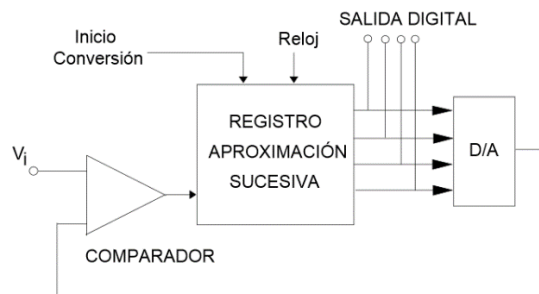 SALIDA DIGITAL
Inicio
Conversión
Reloj
REGISTRO
APROXIMACIÓN
SUCESIVA
D/A
Vi
COMPARADOR